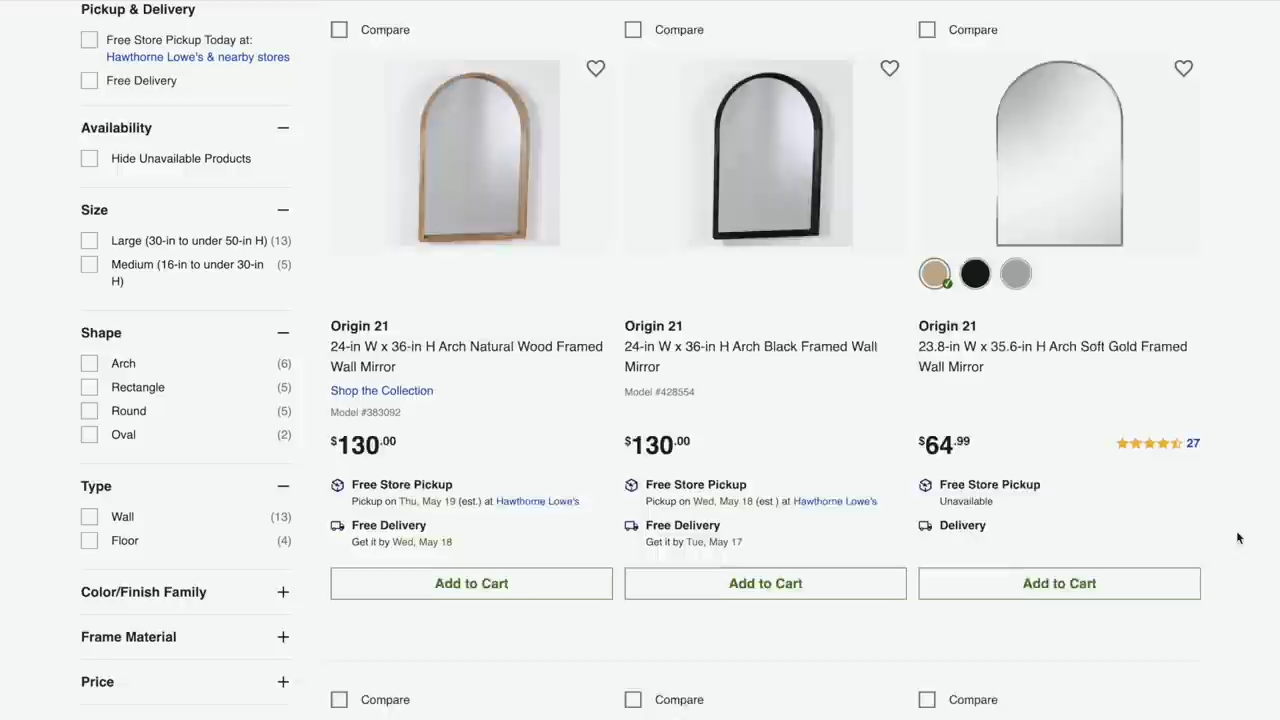 Pickup & Delivery
Free Store Pickup Today at:
Hawthorne Lowe's & nearby stores
Free Delivery
Availability
Hide Unavailable Products
Size
Large (30-in to under 50-in H) (13)
Medium (16-in to under 30-in (5)
H)
Shape
Arch (6)
Rectangle (5)
Round (5)
Oval (2)
Type
Wall (13)
Floor (4)
Color/Finish Family
Frame Material
Price
Compare
Origin 21
24-in W x 36-in H Arch Natural Wood Framed
Wall Mirror
Shop the Collection
Model #383092
$130.00
Free Store Pickup
Pickup on Thu, May 19 (est.) at Hawthorne Lowe's
Free Delivery
Get it by Wed, May 18
Add to Cart
Compare
Compare
Origin 21
24-in W x 36-in H Arch Black Framed Wall
Mirror
Model #428554
$130.00
Free Store Pickup
Pickup on Wed, May 18 (est.) at Hawthorne Lowe's
Free Delivery
Get it by Tue, May 17
Add to Cart
Compare
Compare
Origin 21
23.8-in W x 35.6-in H Arch Soft Gold Framed
Wall Mirror
$64.99
27
Free Store Pickup
Unavailable
Delivery
Add to Cart
Compare